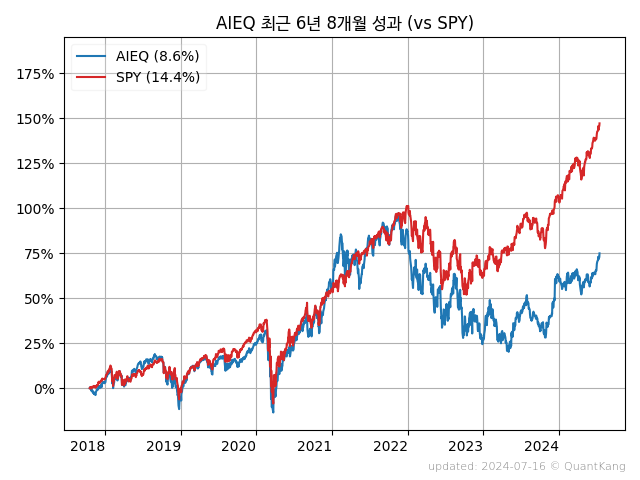 AIEQ 최근 6년 8개월 성과 (vs SPY)
AIEQ (8.6%)
SPY (14.4%)
175%
150%
125%
100%
75%
50%
25%
0%
2018 2019 2020 2021 2022 2023 2024
updated: 2024-07-16 © QuantKang